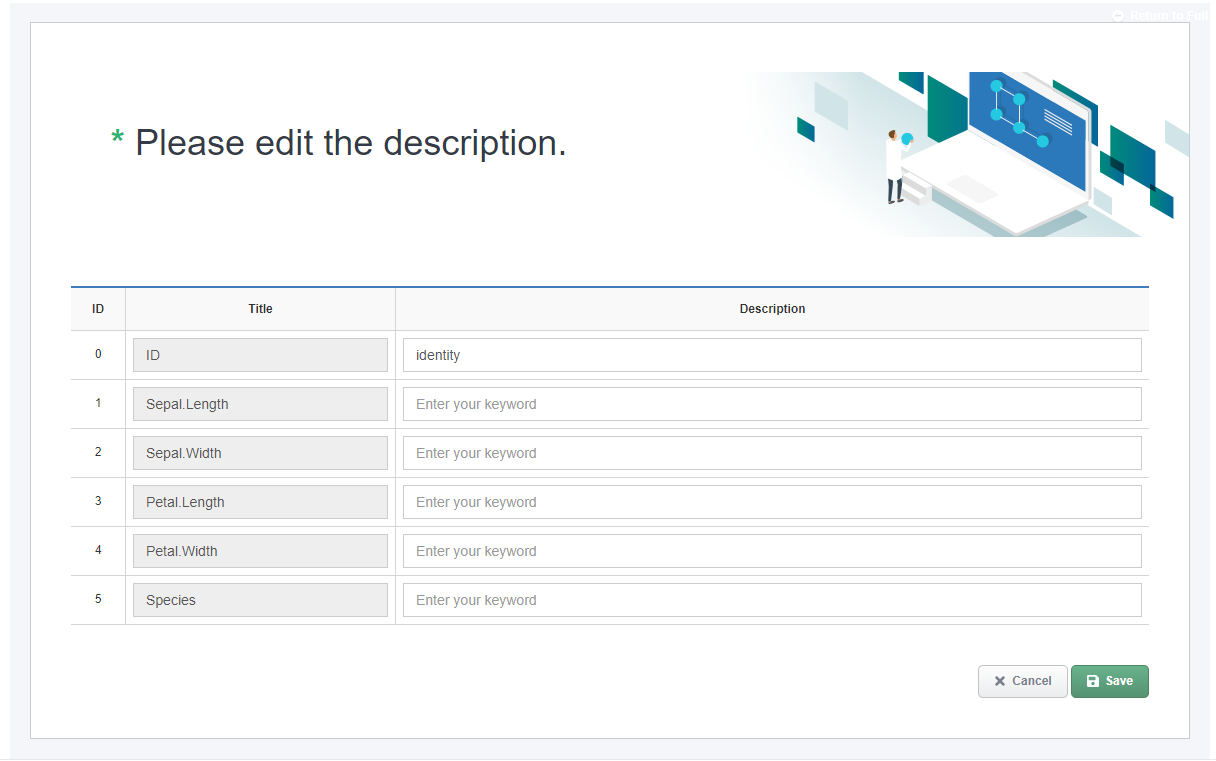 Return to Full
* Please edit the description.
ID Title Description
0 ID identity
1 Sepal.Length Enter your keyword
2 Sepal.Width Enter your keyword
3 Petal.Length Enter your keyword
4 Petal.Width Enter your keyword
5 Species Enter your keyword
Cancel Save